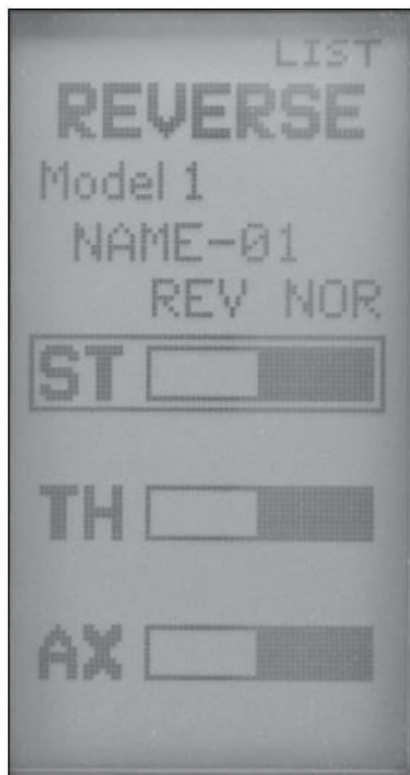 LIST
REVERSE
Model 1
NAME-01
REV NOR
ST
TH
AX